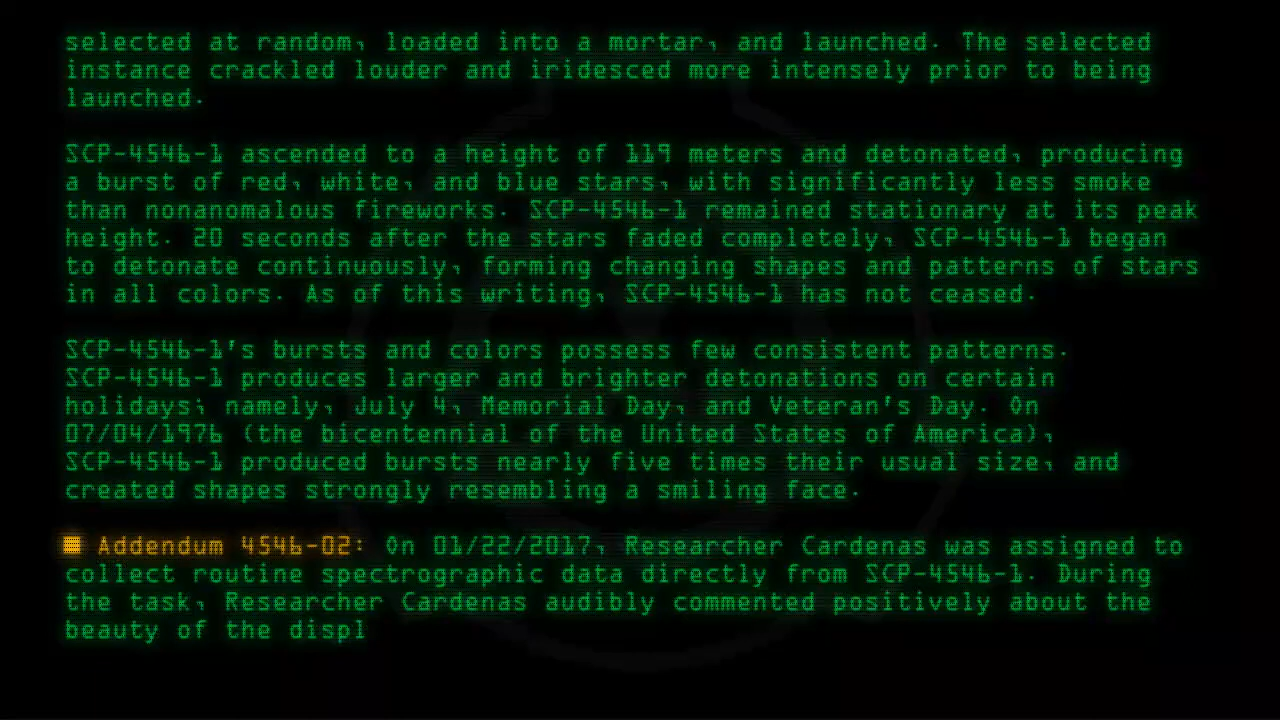 selected at random, loaded into a mortar, and launched. The selected
instance crackled louder and iridesced more intensely prior to being
launched.
SCP-4546-1 ascended to a height of 119 meters and detonated, producing
a burst of red, white, and blue stars, with significantly less smoke
than nonanomalous fireworks. SCP-4546-1 remained stationary at its peak
height. 20 seconds after the stars faded completely, SCP-4546-1 began
to detonate continuously, forming changing shapes and patterns of stars
in all colors. As of this writing, SCP-4546-1 has not ceased.
SCP-4546-1's bursts and colors possess few consistent patterns.
SCP-4546-1 produces larger and brighter detonations on certain
holidays; namely, July 4, Memorial Day, and Veteran's Day. On
07/04/1976 (the bicentennial of the United States of America),
SCP-4546-1 produced bursts nearly five times their usual size, and
created shapes strongly resembling a smiling face.
■ Addendum 4546-02: On 01/22/2017, Researcher Cardenas was assigned to
collect routine spectrographic data directly from SCP-4546-1. During
the task, Researcher Cardenas audibly commented positively about the
beauty of the displ